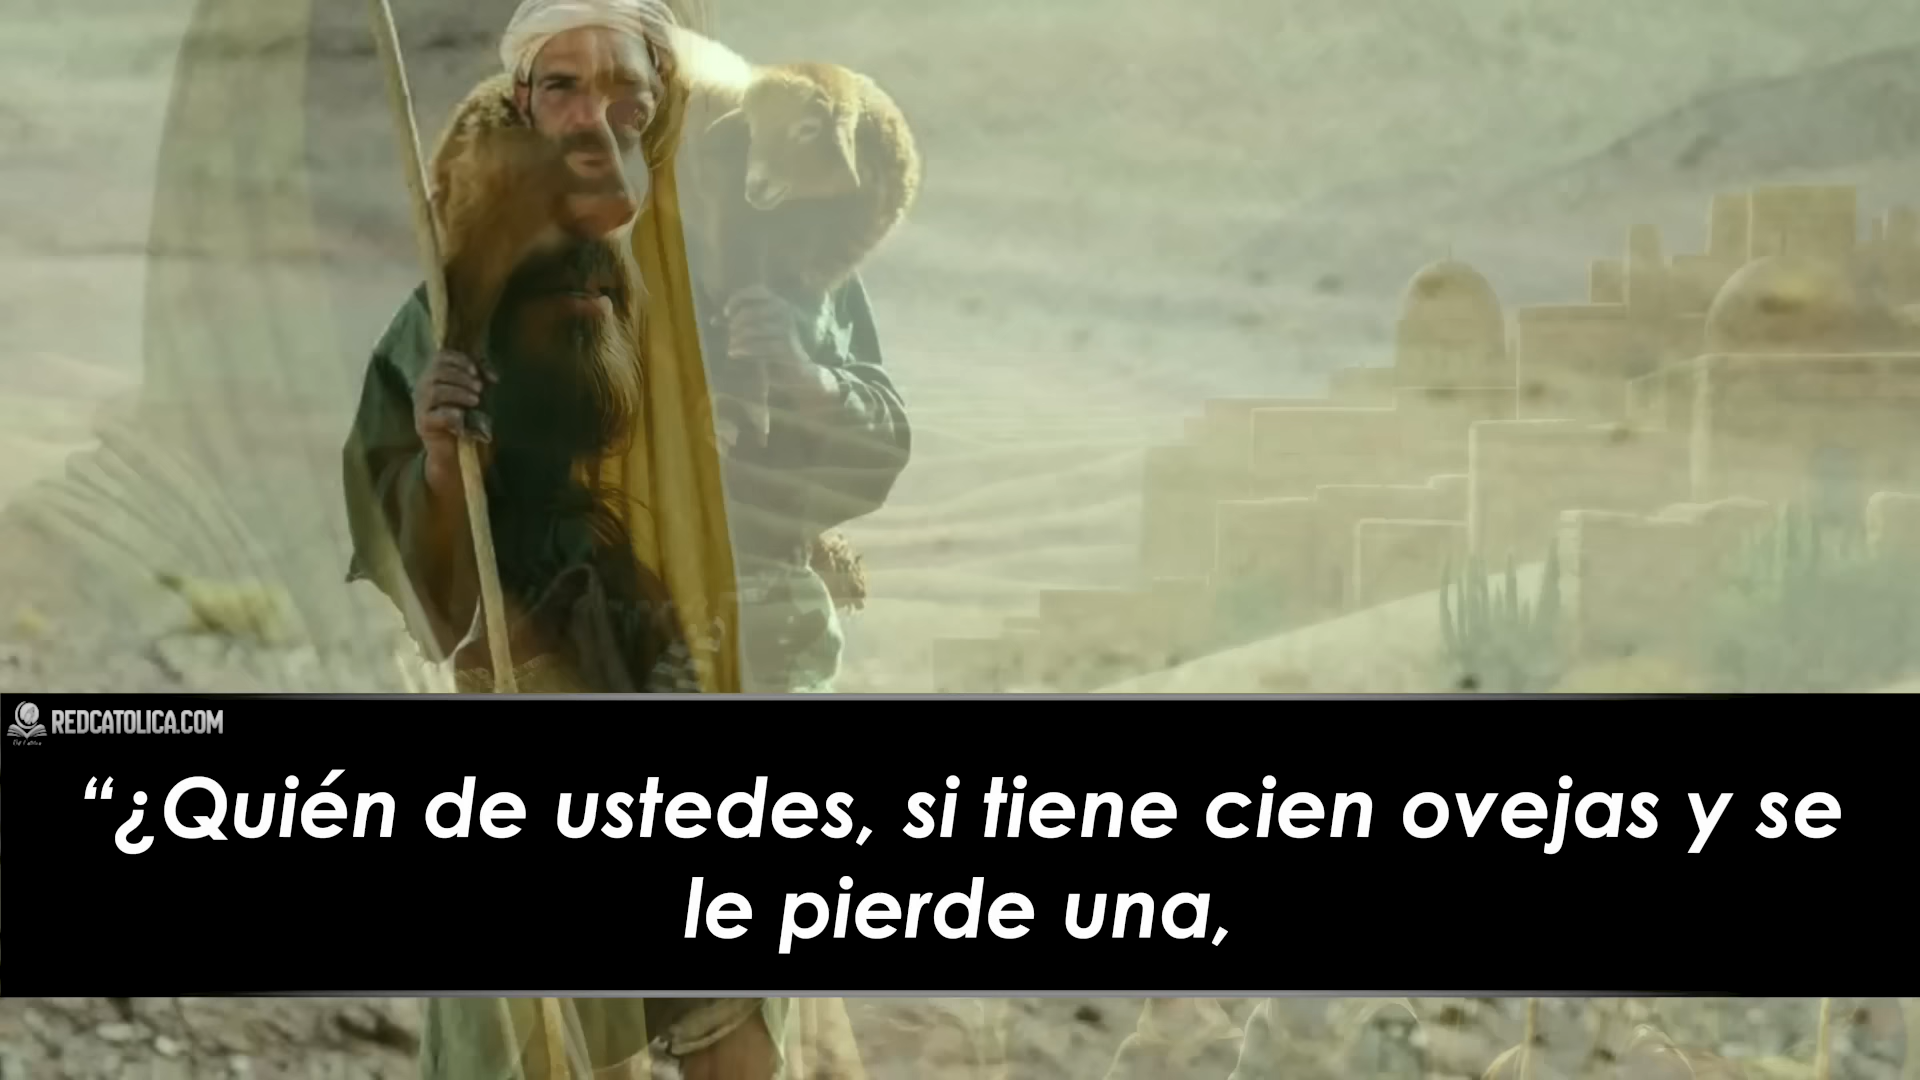 REDCATOLICA.COM
“¿Quién de ustedes, si tiene cien ovejas y se
le pierde una,